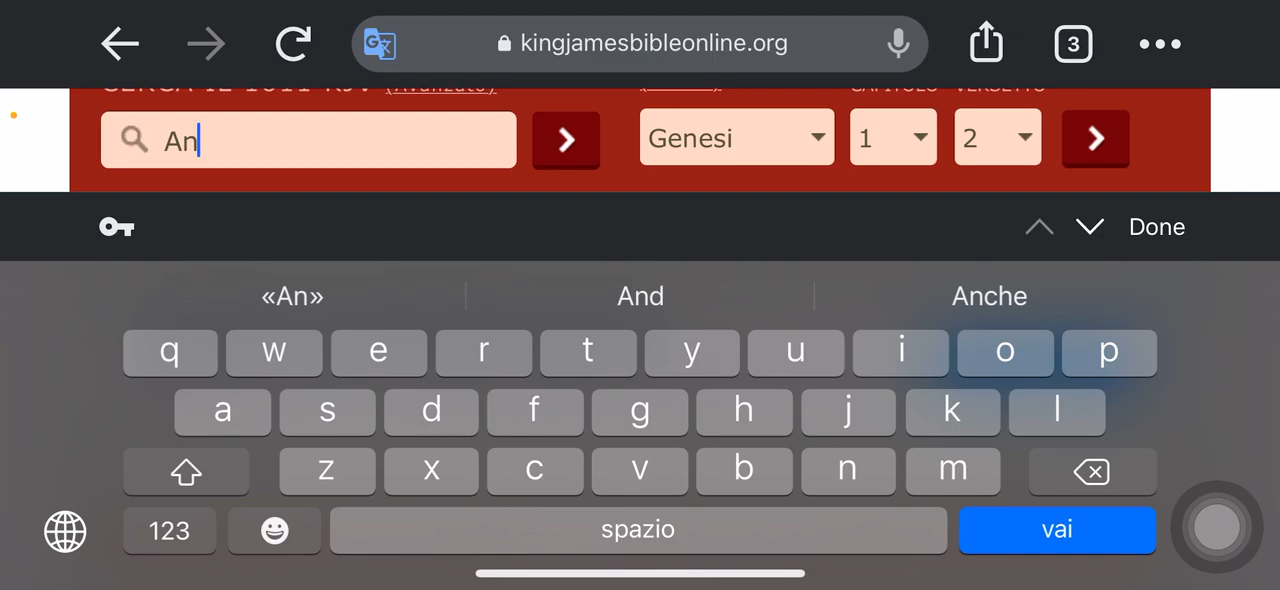 kingjamesbibleonline.org
3
An
Genesi
1
2
Done
«An»
And
Anche
q w e r t y u i o p
a s d f g h j k l
z x c v b n m
123
spazio
vai